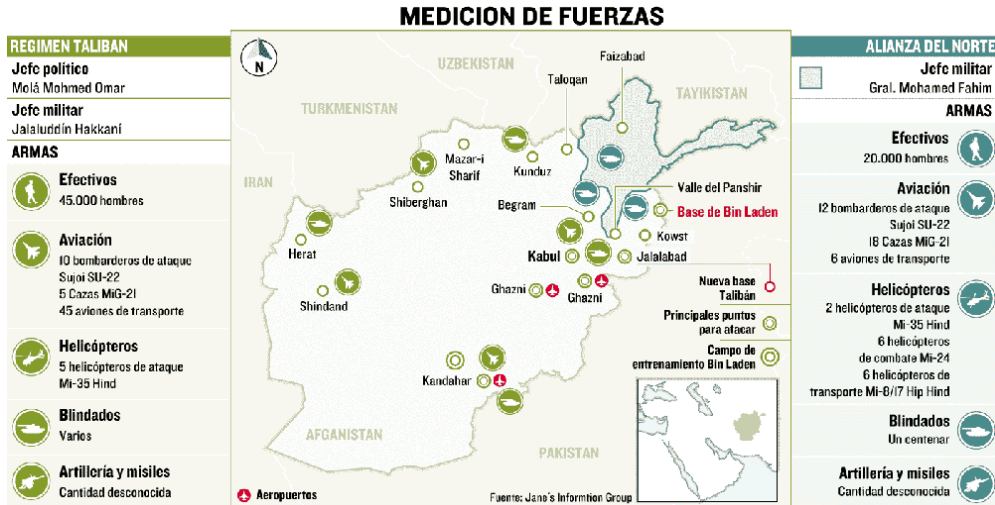 MEDICION DE FUERZAS
REGIMEN TALIBAN
Jefe político
Molá Mohmed Omar
Jefe militar
Jalaluddín Hakkaní
ARMAS
Efectivos
45.000 hombres
Aviación
10 bombarderos de ataque
Sujoi SU-22
5 Cazas MiG-21
45 aviones de transporte
Helicópteros
5 helicópteros de ataque
Mi-35 Hind
Blindados
Varios
Artillería y misiles
Cantidad desconocida
N
UZBEKISTAN
TURKMENISTAN
TAYIKISTAN
IRAN
AFGANISTAN
PAKISTAN
Faizabad
Taloqan
Mazar-i
Sharif
Kunduz
Shiberghan
Herat
Shindand
Begram
Kabul
Valle del Panshir
Base de Bin Laden
Kowst
Jalalabad
Ghazni
Ghazni
Kandahar
Nueva base
Talibán
Principales puntos
para atacar
Campo de
entrenamiento Bin Laden
Aeropuertos
Fuente: Jane´s Informtion Group
ALIANZA DEL NORTE
Jefe militar
Gral. Mohamed Fahim
ARMAS
Efectivos
20.000 hombres
Aviación
12 bombarderos de ataque
Sujoi SU-22
18 Cazas MiG-21
6 aviones de transporte
Helicópteros
2 helicópteros de ataque
Mi-35 Hind
6 helicópteros
de combate Mi-24
6 helicópteros de
transporte Mi-8/17 Hip Hind
Blindados
Un centenar
Artillería y misiles
Cantidad desconocida